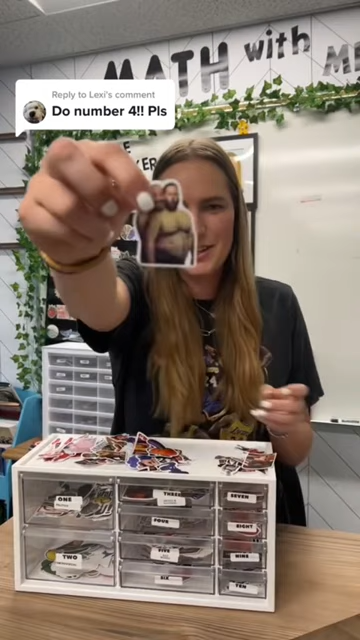 MATH with
Reply to Lexi's comment
Do number 4!! Pls
ONE
THREE
SEVEN
FOUR
EIGHT
TWO
FIVE
NINE
SIX
TEN